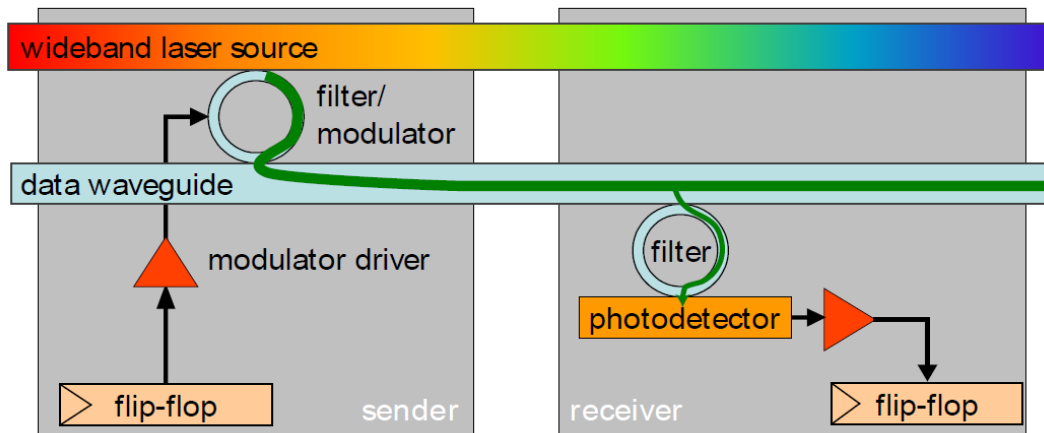 wideband laser source
filter/
modulator
data waveguide
filter
modulator driver
photodetector
flip-flop
sender
receiver
flip-flop